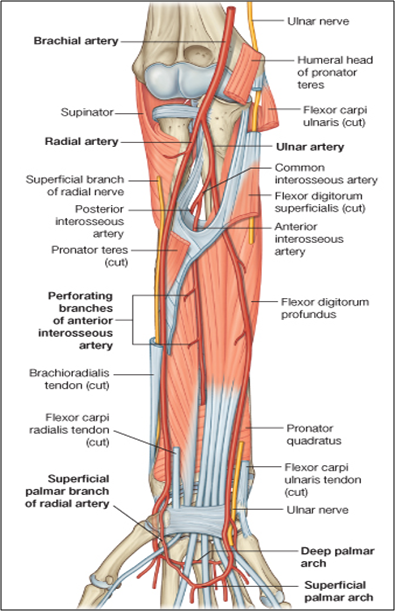 Ulnar nerve
Brachial artery
Humeral head
of pronator
teres
Supinator
Flexor carpi
ulnaris (cut)
Radial artery
Ulnar artery
Superficial branch
of radial nerve
Common
interosseous artery
Posterior
interosseous
artery
Flexor digitorum
superficialis (cut)
Pronator teres
(cut)
Anterior
interosseous
artery
Perforating
branches
of anterior
interosseous
artery
Flexor digitorum
profundus
Brachioradialis
tendon (cut)
Flexor carpi
radialis tendon
(cut)
Pronator
quadratus
Superficial
palmar branch
of radial artery
Flexor carpi
ulnaris tendon
(cut)
Ulnar nerve
Deep palmar
arch
Superficial
palmar arch